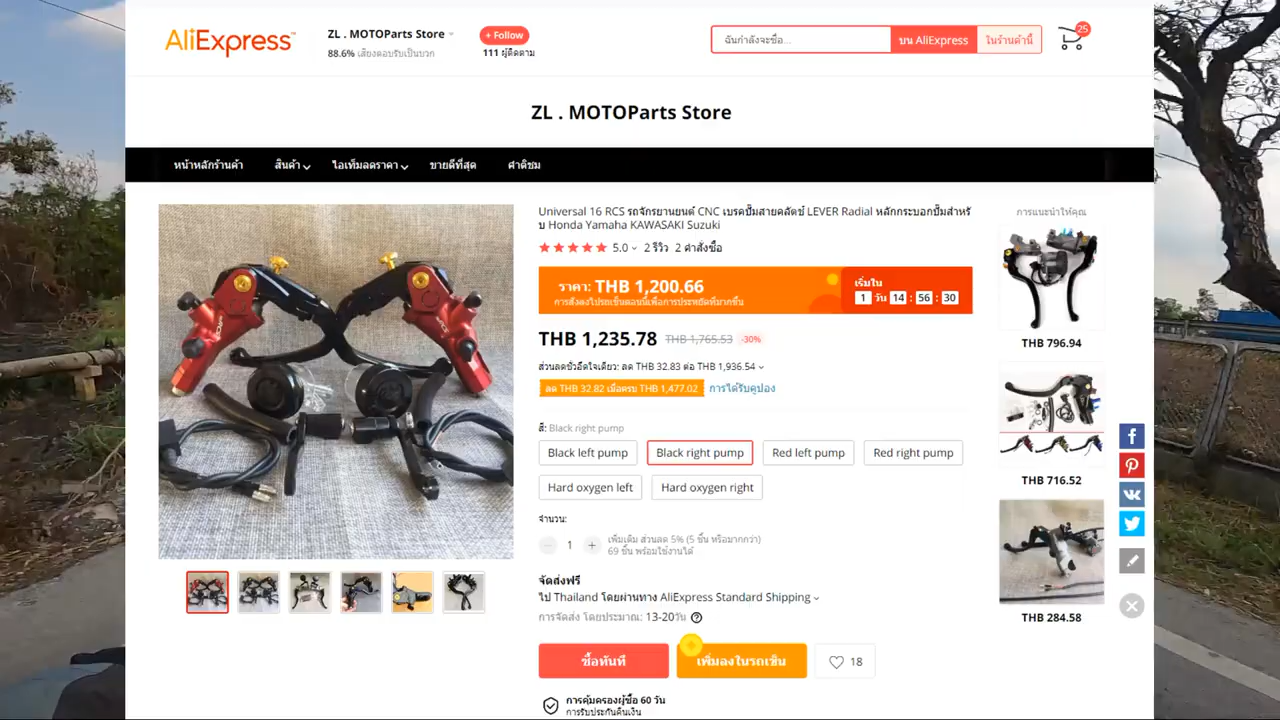 AliExpress
ZL . MOTOParts Store
88.6% เสียงตอบรับเป็นบวก
+ Follow
111 ผู้ติดตาม
ฉันกำลังจะซื้อ...
บน AliExpress
ในร้านค้านี้
25
ZL . MOTOParts Store
หน้าหลักร้านค้า
สินค้า
ไอเท็มลดราคา
ขายดีที่สุด
คำติชม
Universal 16 RCS รถจักรยานยนต์ CNC เบรคปั๊มสายคลัตช์ LEVER Radial หลักกระบอกปั๊มสำหรั
บ Honda Yamaha KAWASAKI Suzuki
5.0
2 รีวิว
2 คำสั่งซื้อ
ราคา: THB 1,200.66
การสั่งลงไปรถเข็นตอนนี้เพื่อการประหยัดที่มากขึ้น
เริ่มใน
1 วัน 14 : 56 : 30
THB 1,235.78
THB 1,765.53
-30%
ส่วนลดชั่วอึดใจเดียว: ลด THB 32.83 ต่อ THB 1,936.54
ลด THB 32.82 เมื่อครบ THB 1,477.02
การได้รับคูปอง
สี: Black right pump
Black left pump
Black right pump
Red left pump
Red right pump
Hard oxygen left
Hard oxygen right
จำนวน:
1
+
เพิ่มเติม ส่วนลด 5% (5 ชิ้น หรือมากกว่า)
69 ชิ้น พร้อมใช้งานได้
จัดส่งฟรี
ไป Thailand โดยผ่านทาง AliExpress Standard Shipping
การจัดส่ง โดยประมาณ: 13-20วัน
ซื้อทันที
เพิ่มลงในรถเข็น
18
การคุ้มครองผู้ซื้อ 60 วัน
การรับประกันคืนเงิน
การแนะนำให้คุณ
THB 796.94
THB 716.52
THB 284.58